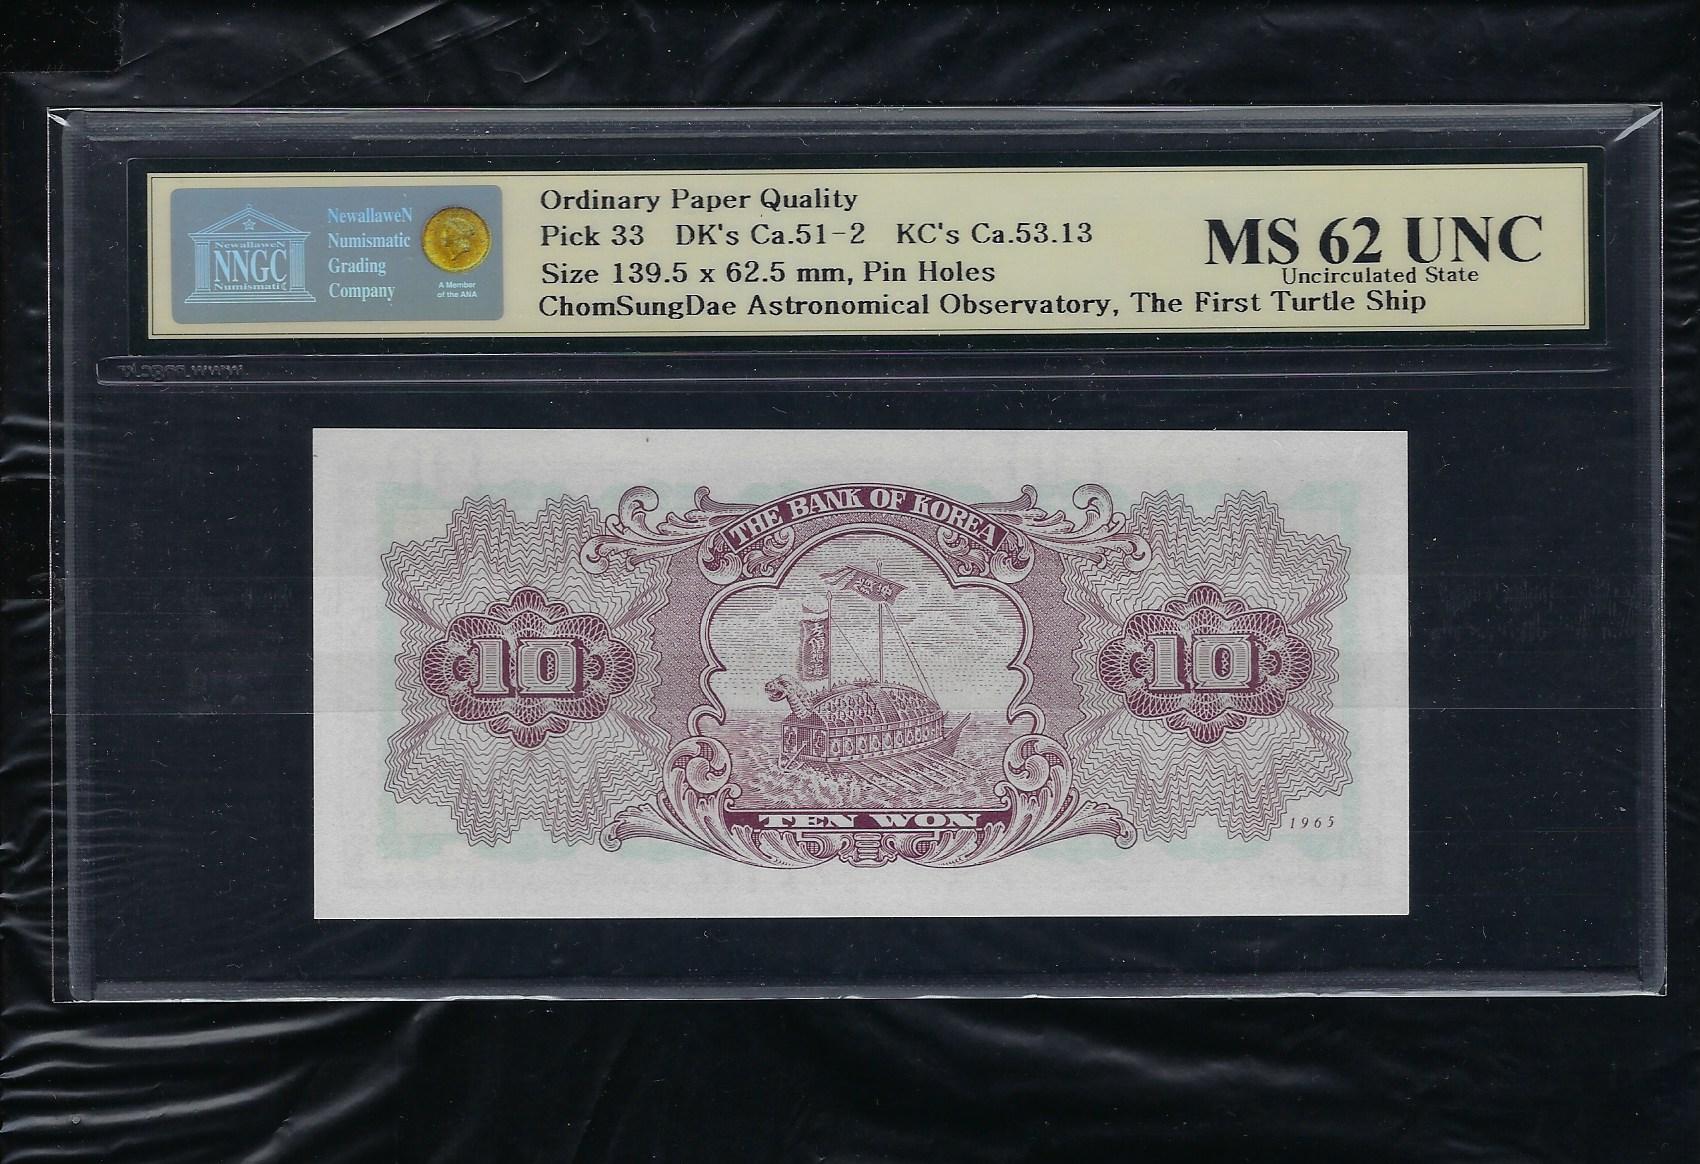 NewallaweN
Numismatic
Grading
Company
NewallaweN
NNGC
Numismatic
A Member
of the ANA
Ordinary Paper Quality
Pick 33 DK's Ca.51-2 KC's Ca.53.13
Size 139.5 x 62.5 mm, Pin Holes
ChomSungDae Astronomical Observatory, The First Turtle Ship
MS 62 UNC
Uncirculated State
THE BANK OF KOREA
10
10
TEN WON
1965